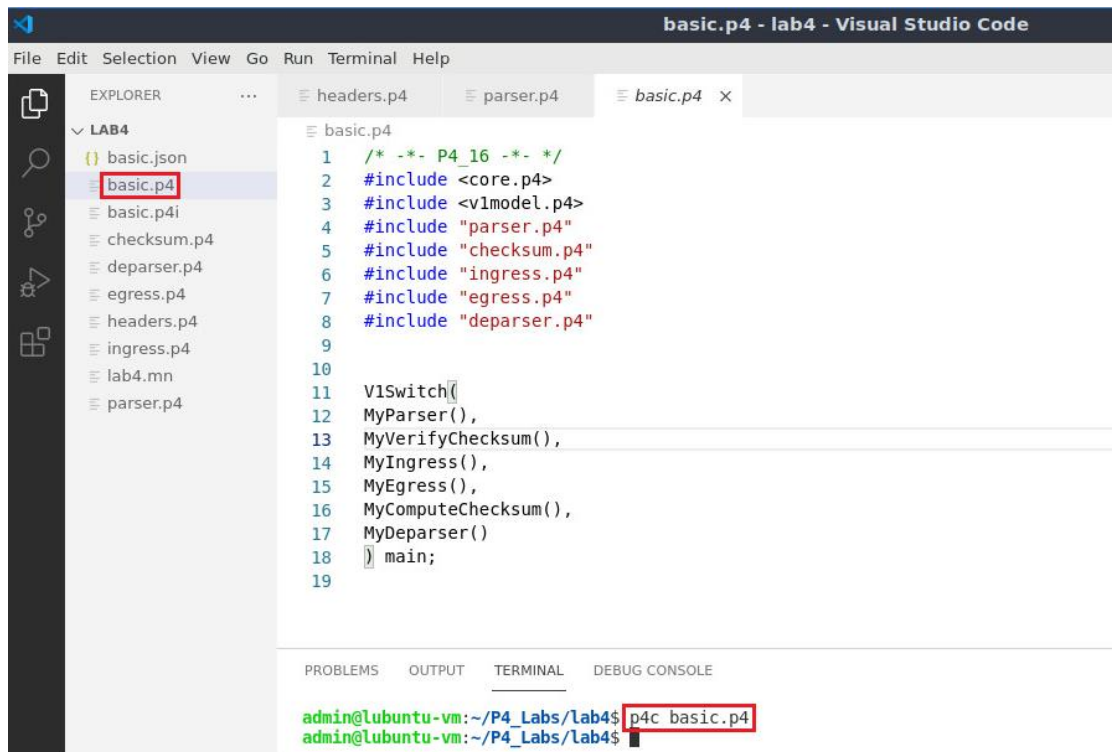 basic.p4 - lab4 - Visual Studio Code
File Edit Selection View Go Run Terminal Help
EXPLORER ...
LAB4
{} basic.json
basic.p4
basic.p4i
checksum.p4
deparser.p4
egress.p4
headers.p4
ingress.p4
lab4.mn
parser.p4
headers.p4 parser.p4 basic.p4 ×
basic.p4
1 /* -*- P4_16 -*- */
2 #include <core.p4>
3 #include <v1model.p4>
4 #include "parser.p4"
5 #include "checksum.p4"
6 #include "ingress.p4"
7 #include "egress.p4"
8 #include "deparser.p4"
9
10
11 V1Switch(
12 MyParser(),
13 MyVerifyChecksum(),
14 MyIngress(),
15 MyEgress(),
16 MyComputeChecksum(),
17 MyDeparser()
18 ) main;
19
PROBLEMS OUTPUT TERMINAL DEBUG CONSOLE
admin@lubuntu-vm:~/P4_Labs/lab4$ p4c basic.p4
admin@lubuntu-vm:~/P4_Labs/lab4$